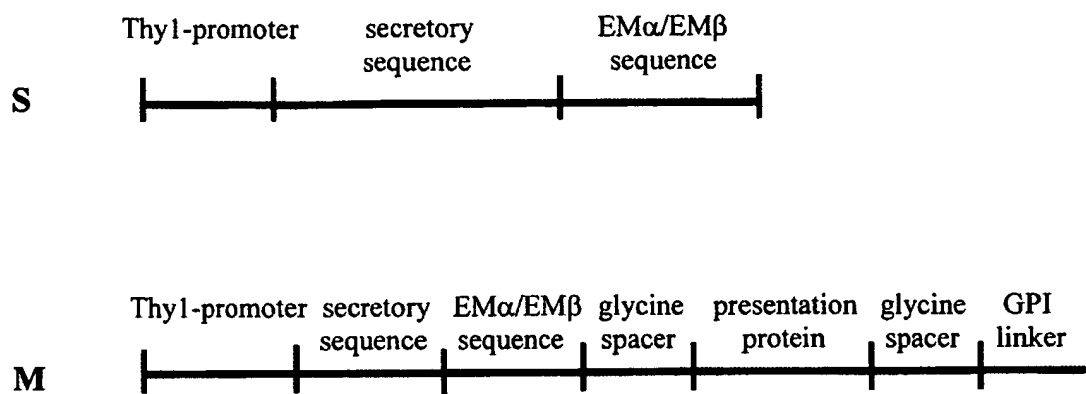 Thy1-promoter secretory EMα/EMβ
sequence sequence
S
Thy1-promoter secretory EMα/EMβ glycine presentation glycine GPI
sequence sequence spacer protein spacer linker
M